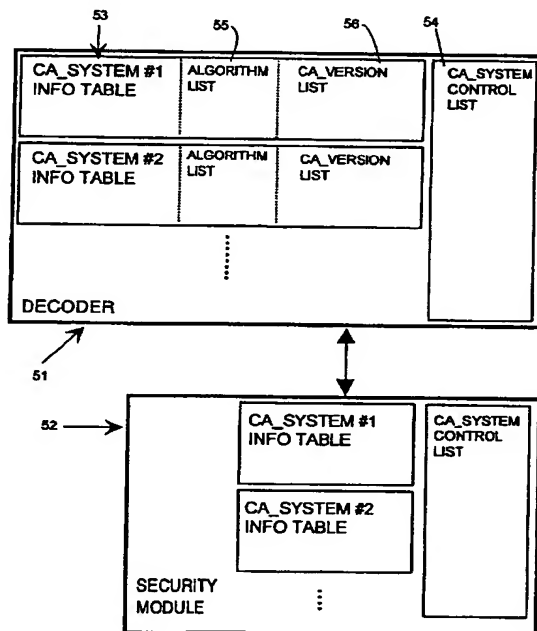 53
55
56
54
CA_SYSTEM #1
INFO TABLE
ALGORITHM
LIST
CA_VERSION
LIST
CA_SYSTEM
CONTROL
LIST
CA_SYSTEM #2
INFO TABLE
ALGORITHM
LIST
CA_VERSION
LIST
DECODER
51
52
CA_SYSTEM #1
INFO TABLE
CA_SYSTEM
CONTROL
LIST
CA_SYSTEM #2
INFO TABLE
SECURITY
MODULE